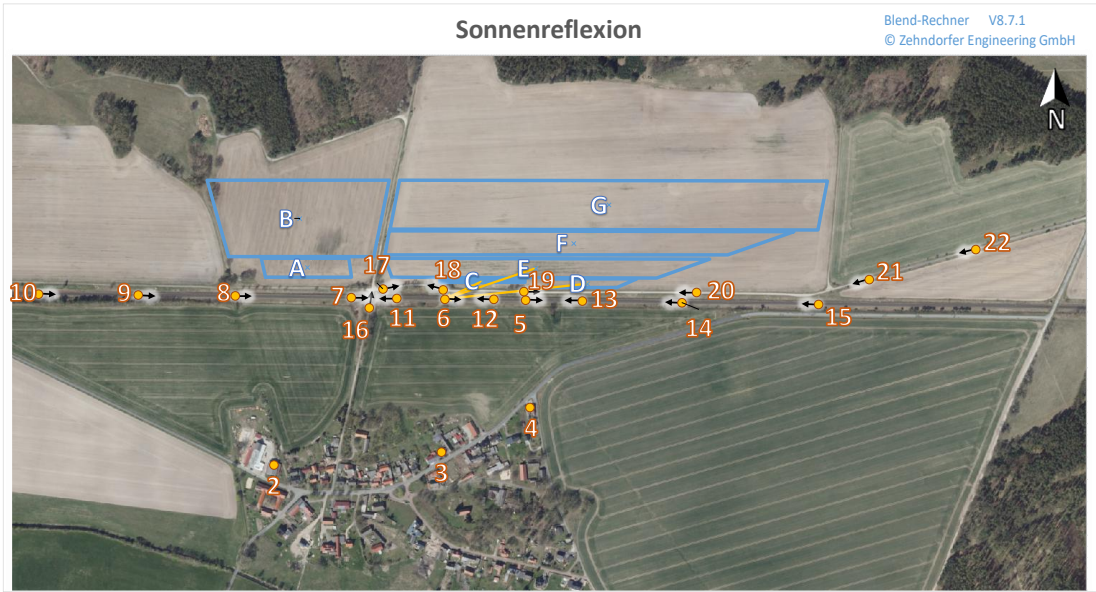 Sonnenreflexion
Blend-Rechner V8.7.1
© Zehndorfer Engineering GmbH
N
B
G
F
A
17
18
C
E
19
D
22
21
10
9
8
7
16
11
6
12
5
13
20
14
15
4
3
2